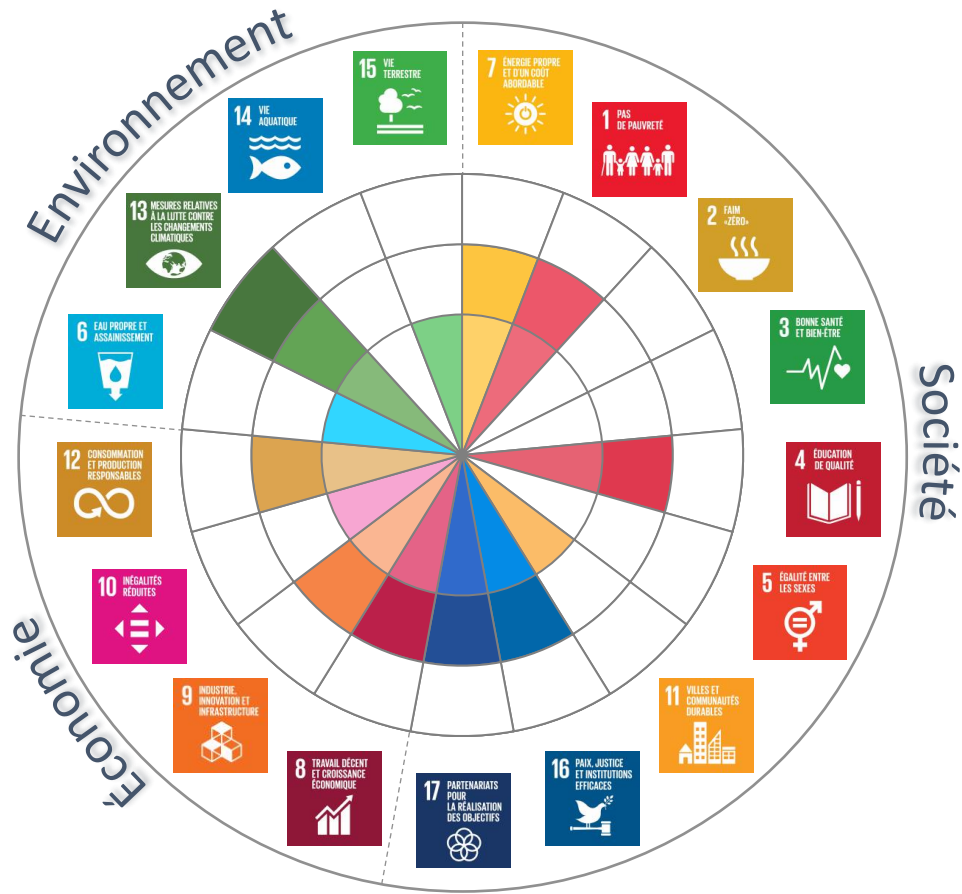 Environnement
15 VIE
TERRESTRE
7 ÉNERGIE PROPRE
ET D'UN COÛT
ABORDABLE
14 VIE
AQUATIQUE
1 PAS
DE PAUVRETÉ
13 MESURES RELATIVES
À LA LUTTE CONTRE
LES CHANGEMENTS
CLIMATIQUES
2 FAIM
«ZÉRO»
6 EAU PROPRE ET
ASSAINISSEMENT
3 BONNE SANTÉ
ET BIEN-ÊTRE
Société
12 CONSOMMATION
ET PRODUCTION
RESPONSABLES
4 ÉDUCATION
DE QUALITÉ
10 INÉGALITÉS
RÉDUITES
5 ÉGALITÉ ENTRE
LES SEXES
Économie
9 INDUSTRIE,
INNOVATION ET
INFRASTRUCTURE
11 VILLES ET
COMMUNAUTÉS
DURABLES
8 TRAVAIL DÉCENT
ET CROISSANCE
ÉCONOMIQUE
17 PARTENARIATS
POUR
LA RÉALISATION
DES OBJECTIFS
16 PAIX, JUSTICE
ET INSTITUTIONS
EFFICACES